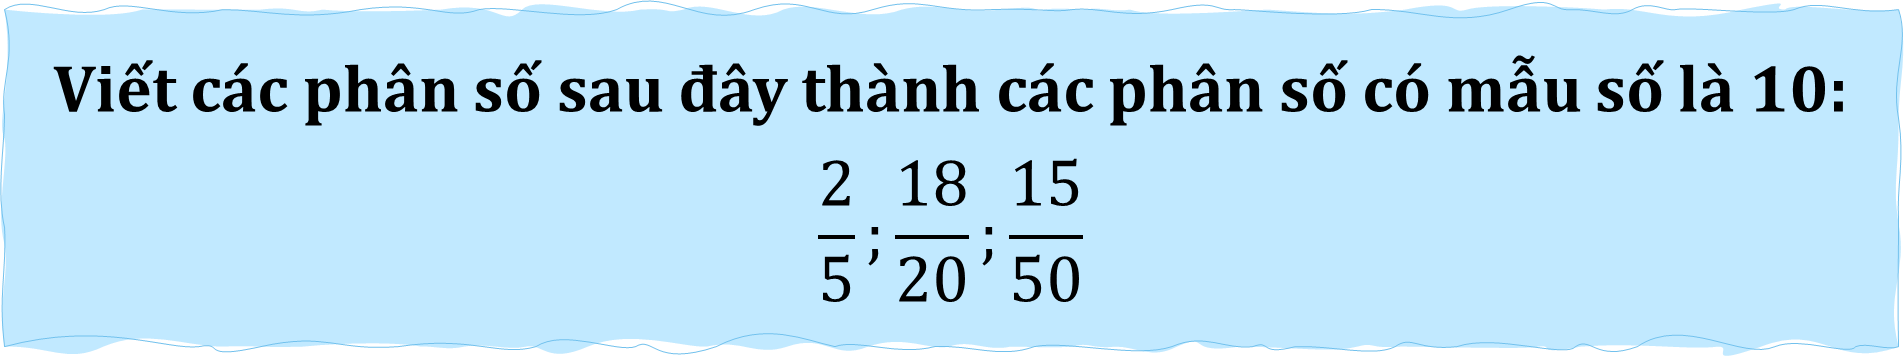 Viết các phân số sau đây thành các phân số có mẫu số là 10:
2/5 ; 18/20 ; 15/50